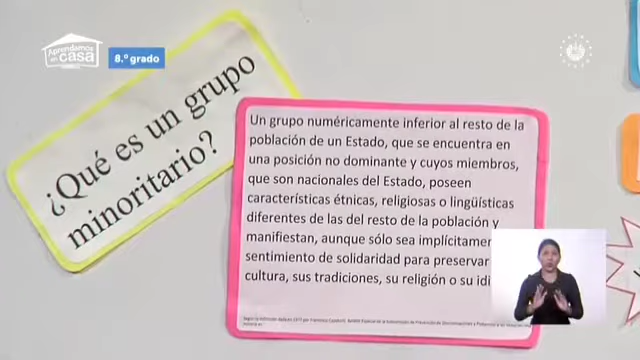 Aprendamos
en casa
8.º grado
¿Qué es un grupo
minoritario?
Un grupo numéricamente inferior al resto de la
población de un Estado, que se encuentra en
una posición no dominante y cuyos miembros,
que son nacionales del Estado, poseen
características étnicas, religiosas o lingüísticas
diferentes de las del resto de la población y
manifiestan, aunque sólo sea implícitame
sentimiento de solidaridad para preservar
cultura, sus tradiciones, su religión o su idi